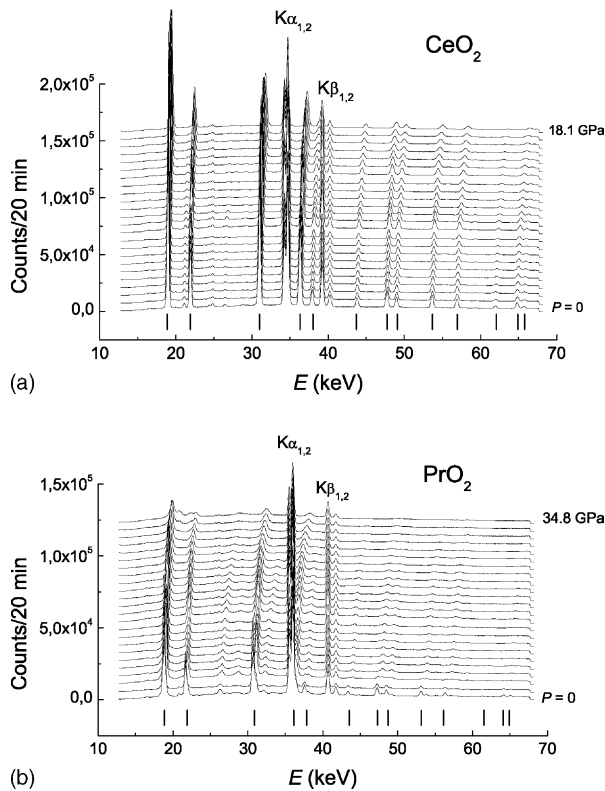 Kα1,2
CeO2
Kβ1,2
2,0x10^5
1,5x10^5
1,0x10^5
5,0x10^4
0,0
Counts/20 min
18.1 GPa
P = 0
10 20 30 40 50 60 70
(a)
E (keV)
Kα1,2
PrO2
Kβ1,2
1,5x10^5
1,0x10^5
5,0x10^4
0,0
Counts/20 min
34.8 GPa
P = 0
10 20 30 40 50 60 70
(b)
E (keV)